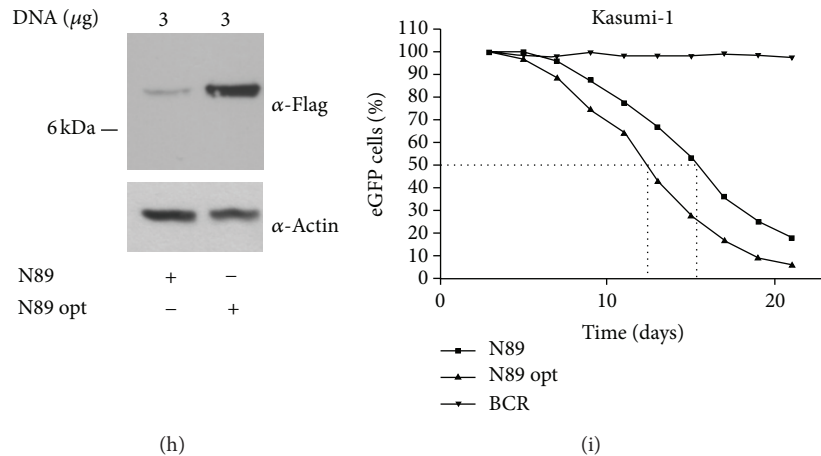 DNA (μg) 3 3
α-Flag
6 kDa
α-Actin
N89 + −
N89 opt − +
(h)
Kasumi-1
eGFP cells (%)
110
100
90
80
70
60
50
40
30
20
10
0
0 10 20
Time (days)
N89
N89 opt
BCR
(i)